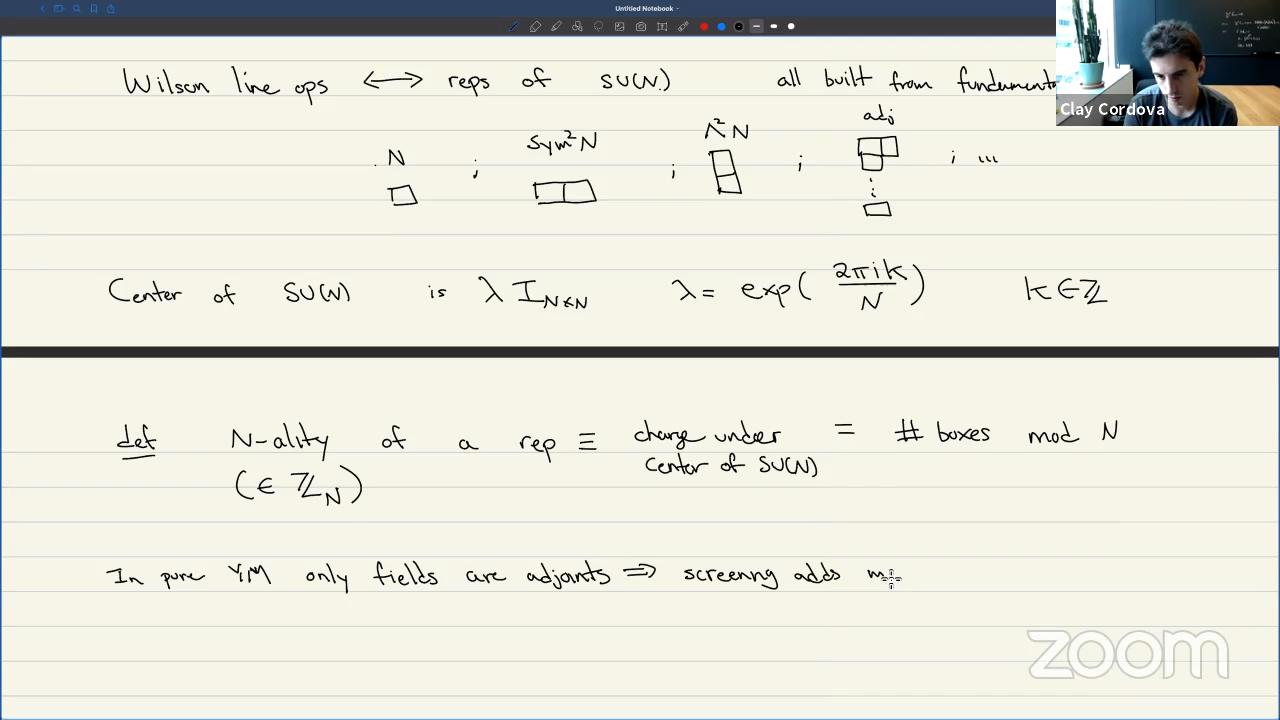 Untitled Notebook
Wilson line ops ⟷ reps of SU(N) all built from fundamenta
N ; Sym²N ; Λ²N ; adj ; ...
Center of SU(N) is λ I_{N×N} λ = exp( 2πik / N ) k ∈ ℤ
def N-ality of a rep ≡ charge under center of SU(N) = # boxes mod N
(∈ ℤ_N)
In pure YM only fields are adjoints ⟹ screening adds
Clay Cordova
zoom